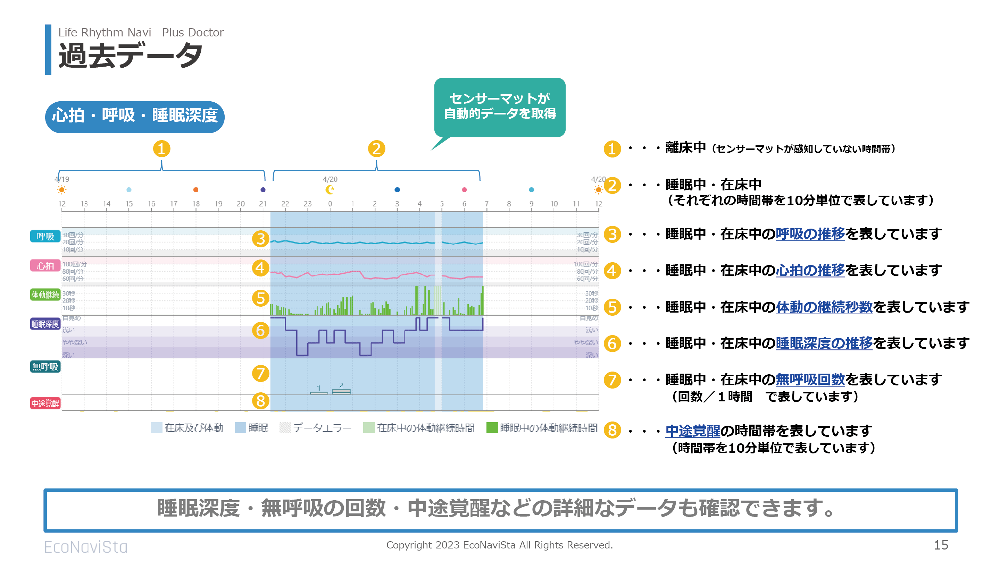 Life Rhythm Navi　Plus Doctor
過去データ
心拍・呼吸・睡眠深度
センサーマットが
自動的データを取得
1
2
4/19
4/20
4/20
12 13 14 15 16 17 18 19 20 21 22 23 0 1 2 3 4 5 6 7 8 9 10 11 12
呼吸
30回/分
20回/分
10回/分
3
30回/分
20回/分
10回/分
心拍
100回/分
80回/分
60回/分
4
100回/分
80回/分
60回/分
体動継続
30秒
20秒
10秒
5
30秒
20秒
10秒
睡眠深度
目覚め
浅い
やや深い
深い
6
目覚め
浅い
やや深い
深い
無呼吸
7
1
2
中途覚醒
8
在床及び体動 睡眠 データエラー 在床中の体動継続時間 睡眠中の体動継続時間
1・・・離床中（センサーマットが感知していない時間帯）
2・・・睡眠中・在床中
（それぞれの時間帯を10分単位で表しています）
3・・・睡眠中・在床中の呼吸の推移を表しています
4・・・睡眠中・在床中の心拍の推移を表しています
5・・・睡眠中・在床中の体動の継続秒数を表しています
6・・・睡眠中・在床中の睡眠深度の推移を表しています
7・・・睡眠中・在床中の無呼吸回数を表しています
（回数／１時間　で表しています）
8・・・中途覚醒の時間帯を表しています
（時間帯を10分単位で表しています）
睡眠深度・無呼吸の回数・中途覚醒などの詳細なデータも確認できます。
EcoNaviSta
Copyright 2023 EcoNaviSta All Rights Reserved.
15